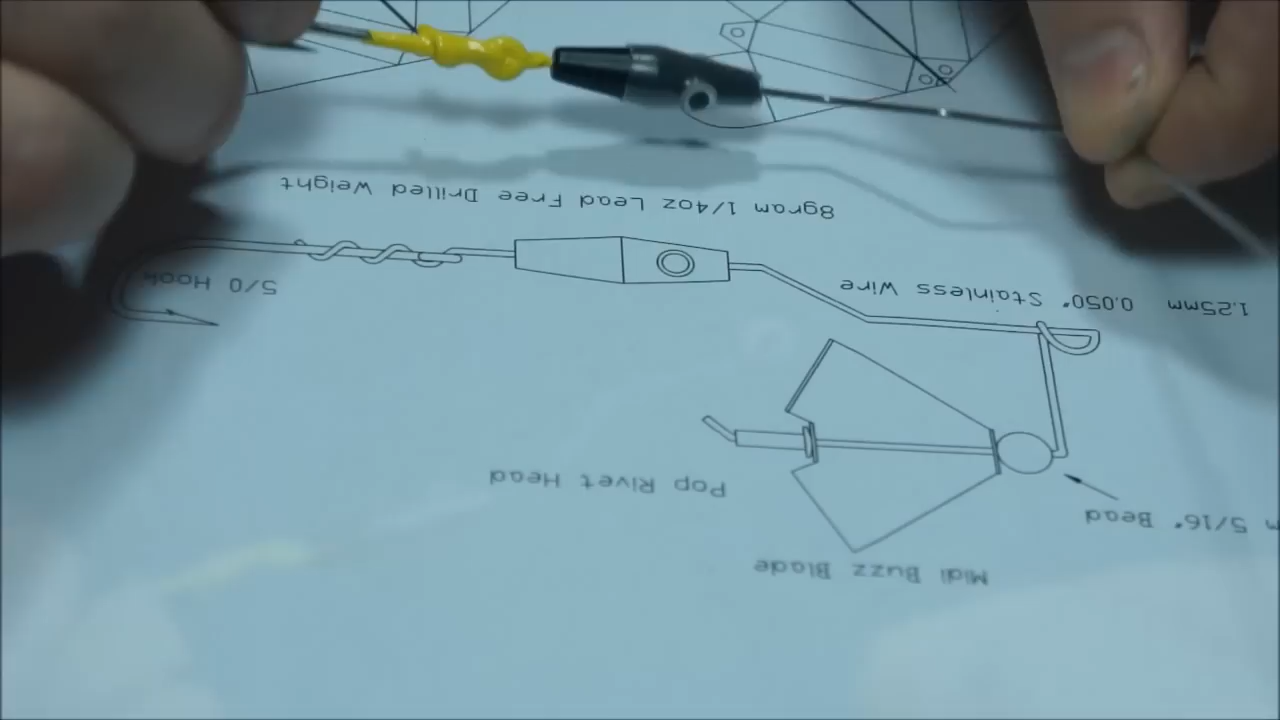 Midi Buzz Blade
m 5/16" Bead
Pop Rivet Head
1.25mm 0.050" Stainless Wire
5/0 Hook
8gram 1/4oz Lead Free Drilled Weight